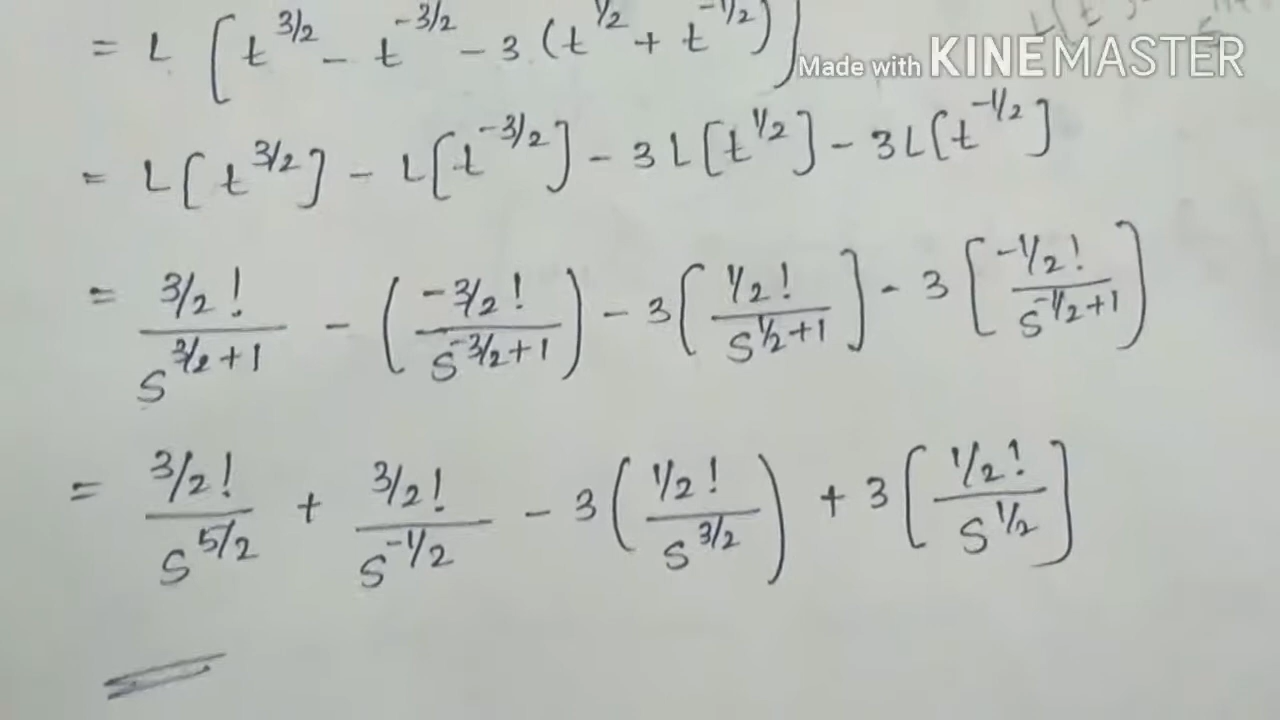 = L [t^3/2 - t^-3/2 - 3 (t^1/2 + t^-1/2)]
Made with KINEMASTER
= L[t^3/2] - L[t^-3/2] - 3L[t^1/2] - 3L[t^-1/2]
= 3/2! / S^3/2+1 - (-3/2! / S^-3/2+1) - 3(1/2! / S^1/2+1] - 3[-1/2! / S^-1/2+1]
= 3/2! / S^5/2 + 3/2! / S^-1/2 - 3(1/2! / S^3/2) + 3[1/2! / S^1/2]